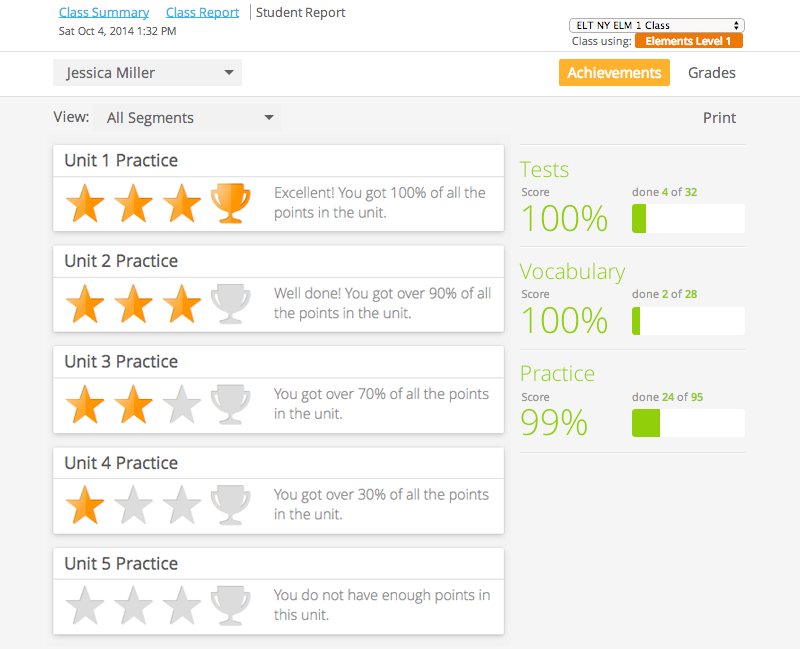 Class Summary Class Report Student Report
Sat Oct 4, 2014 1:32 PM
ELT NY ELM 1 Class
Class using: Elements Level 1
Jessica Miller
Achievements Grades
View: All Segments
Print
Unit 1 Practice
Excellent! You got 100% of all the
points in the unit.
Unit 2 Practice
Well done! You got over 90% of all
the points in the unit.
Unit 3 Practice
You got over 70% of all the points
in the unit.
Unit 4 Practice
You got over 30% of all the points
in the unit.
Unit 5 Practice
You do not have enough points in
this unit.
Tests
Score done 4 of 32
100%
Vocabulary
Score done 2 of 28
100%
Practice
Score done 24 of 95
99%